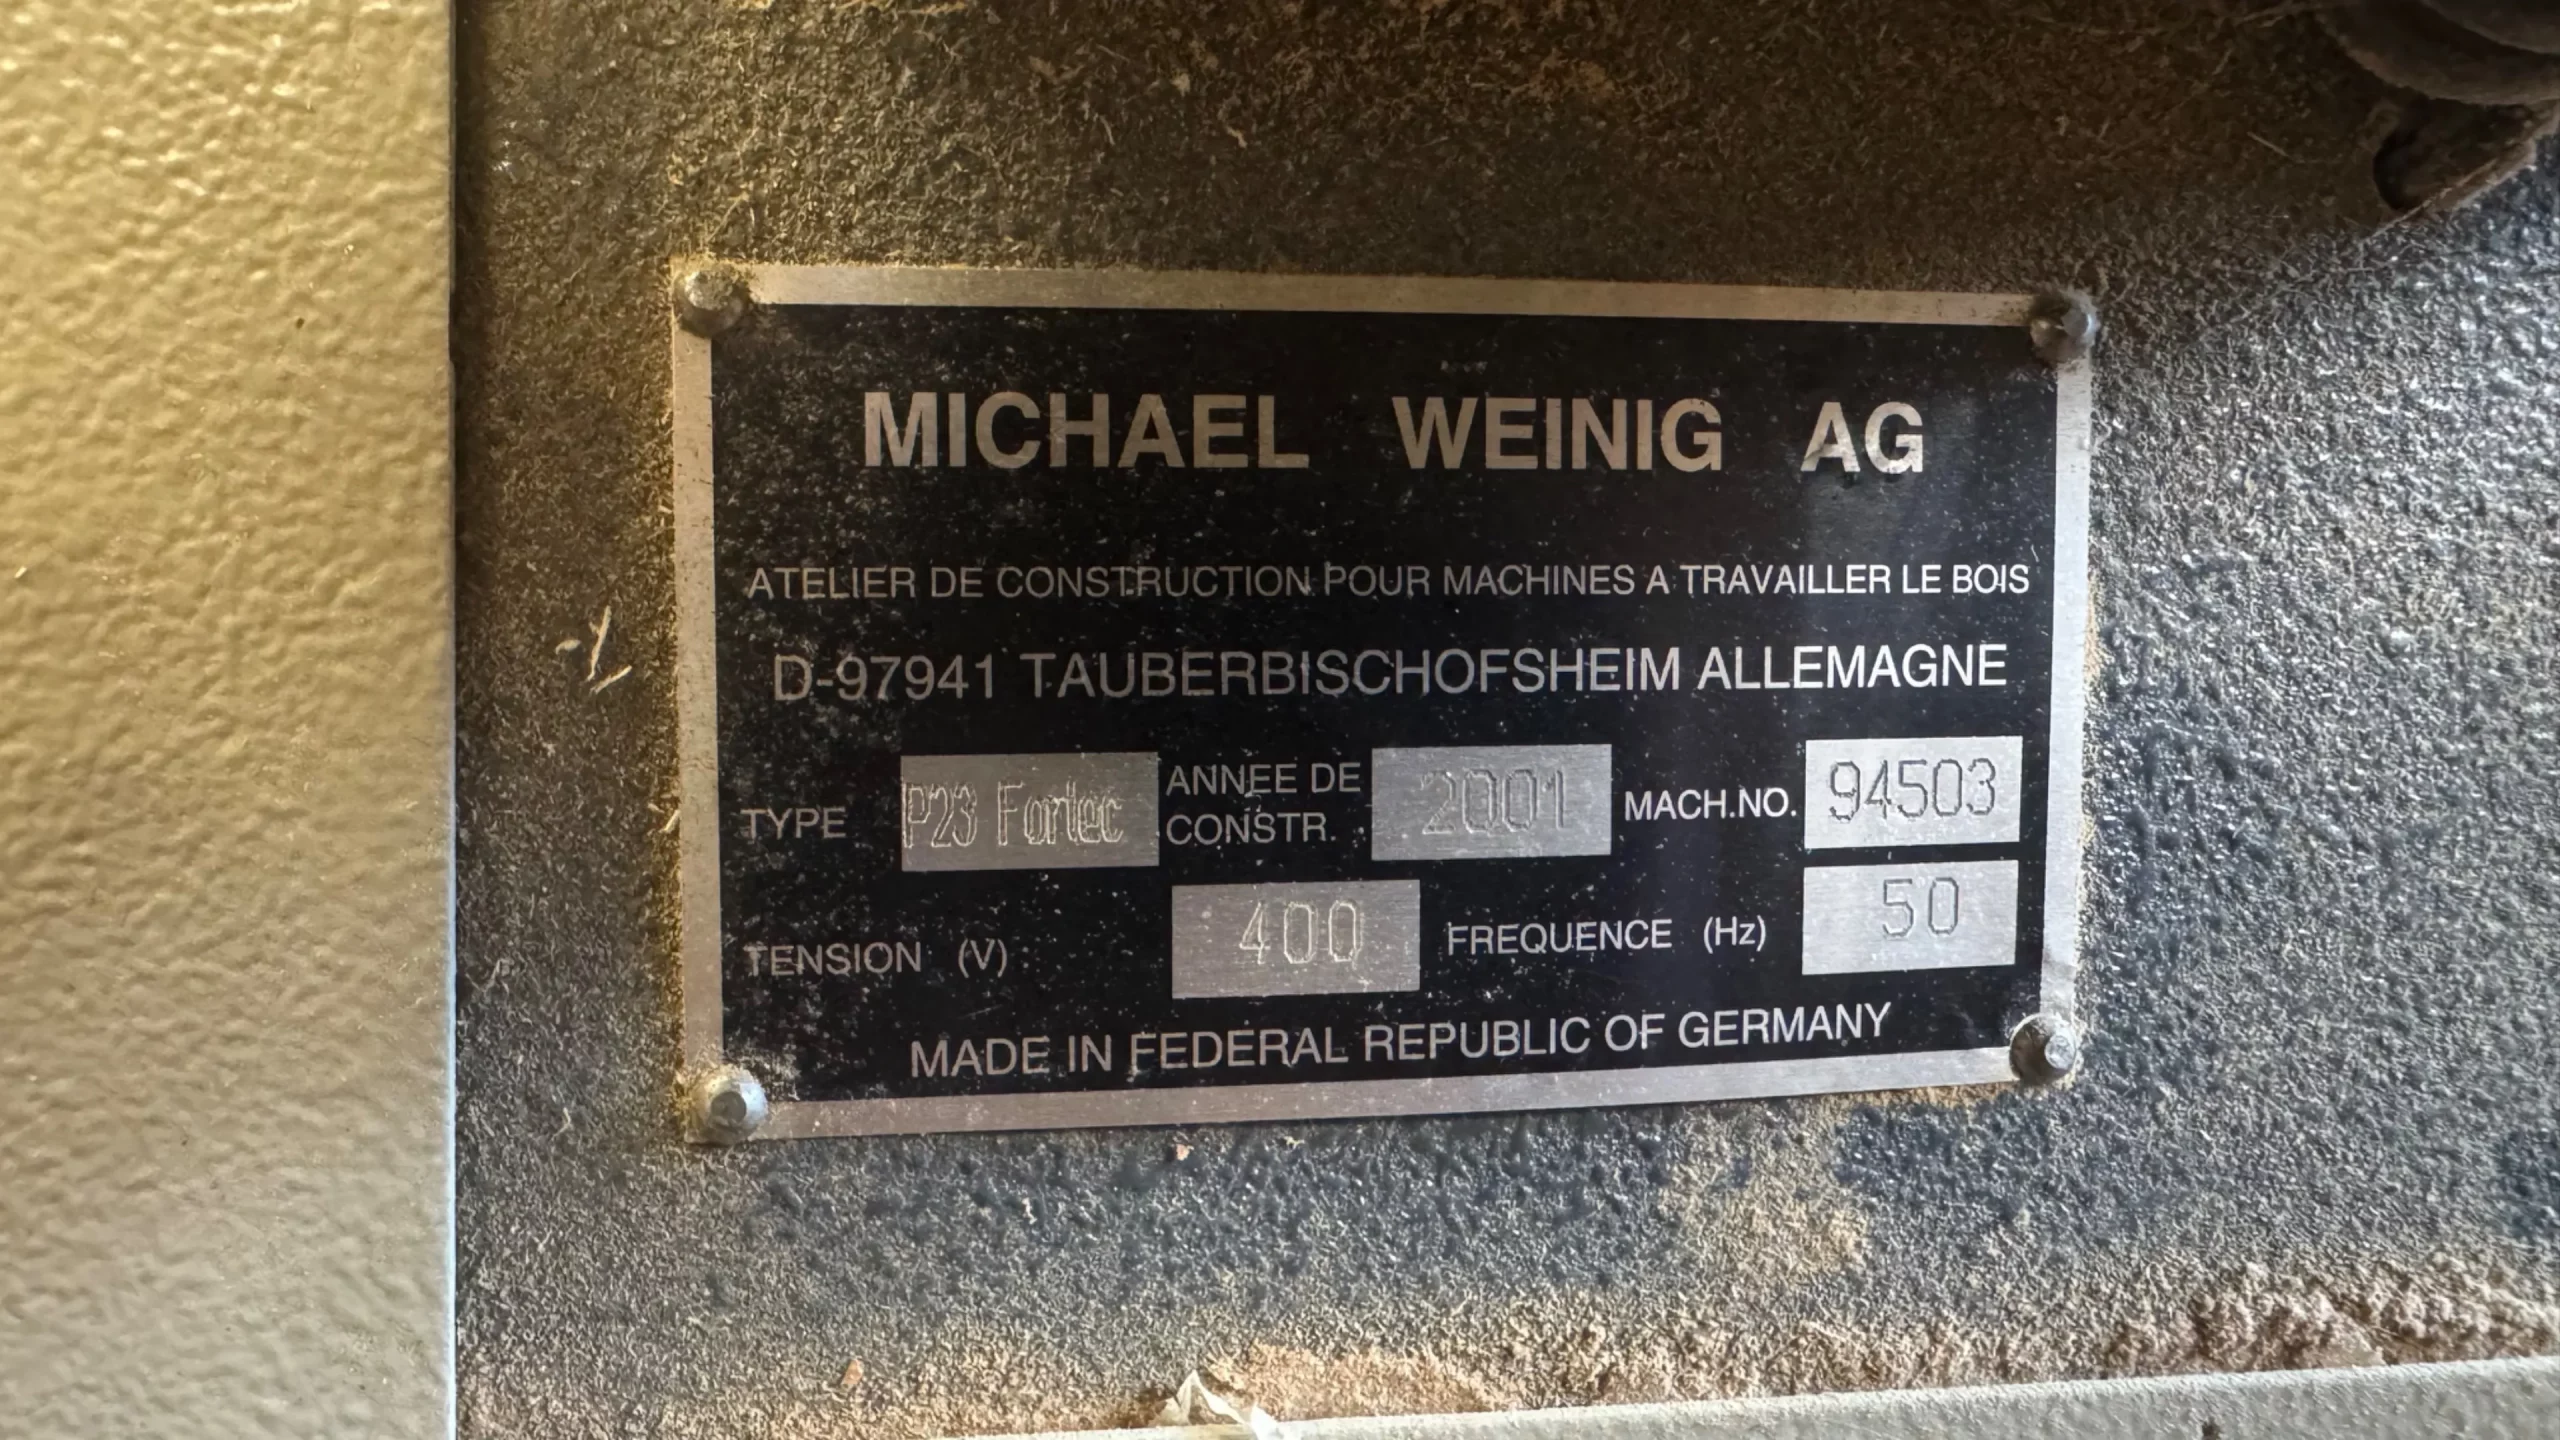 MICHAEL WEINIG AG
ATELIER DE CONSTRUCTION POUR MACHINES A TRAVAILLER LE BOIS
D-97941 TAUBERBISCHOFSHEIM ALLEMAGNE
TYPE P23 Fortec ANNEE DE CONSTR. 2001 MACH.NO. 94503
TENSION (V) : 400 FREQUENCE (Hz) 50
MADE IN FEDERAL REPUBLIC OF GERMANY